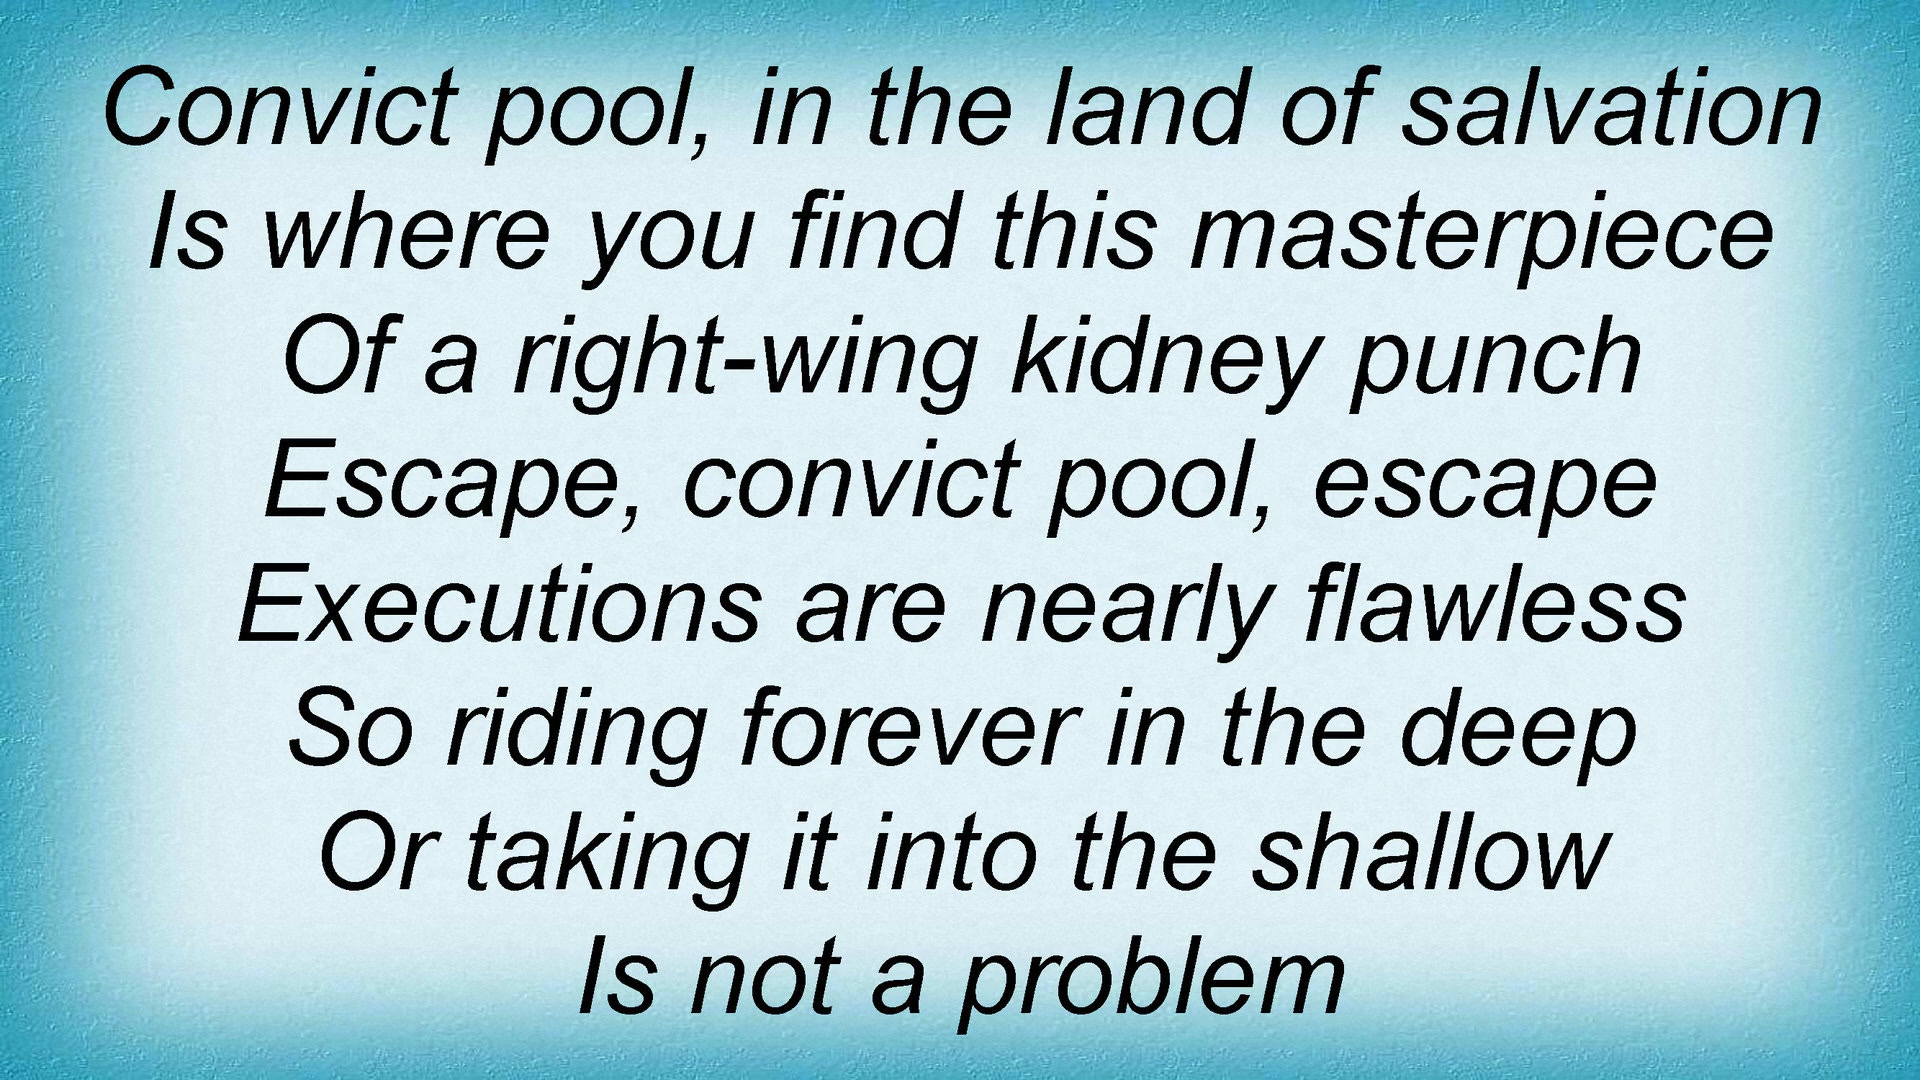 Convict pool, in the land of salvation
Is where you find this masterpiece
Of a right-wing kidney punch
Escape, convict pool, escape
Executions are nearly flawless
So riding forever in the deep
Or taking it into the shallow
Is not a problem